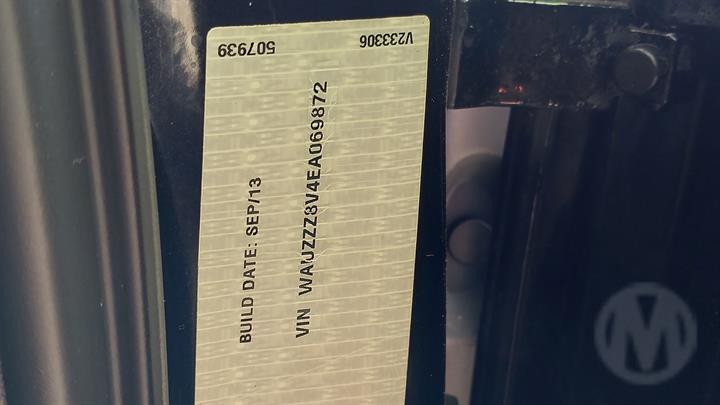 507939
V233306
BUILD DATE: SEP/13
VIN WAUZZZ8V4EA069872
M